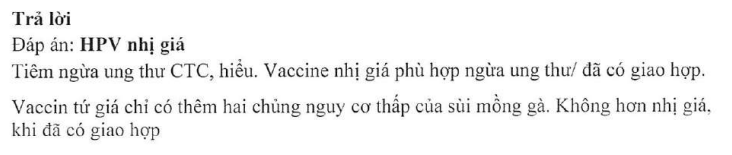 Trả lời
Đáp án: HPV nhị giá
Tiêm ngừa ung thư CTC, hiểu. Vaccine nhị giá phù hợp ngừa ung thư/ đã có giao hợp.
Vaccin tứ giá chỉ có thêm hai chủng nguy cơ thấp của sùi mồng gà. Không hơn nhị giá,
khi đã có giao hợp